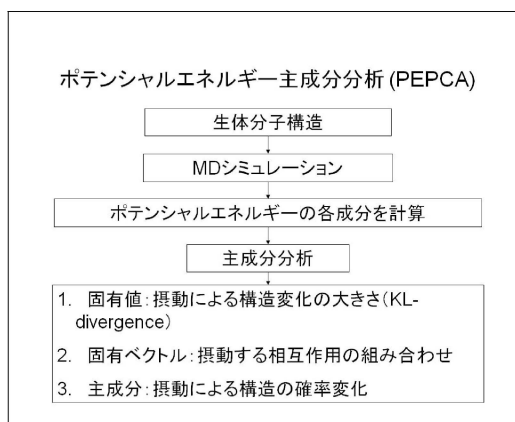 ポテンシャルエネルギー主成分分析 (PEPCA)
生体分子構造
MDシミュレーション
ポテンシャルエネルギーの各成分を計算
主成分分析
1. 固有値:摂動による構造変化の大きさ(KL-
divergence)
2. 固有ベクトル:摂動する相互作用の組み合わせ
3. 主成分:摂動による構造の確率変化